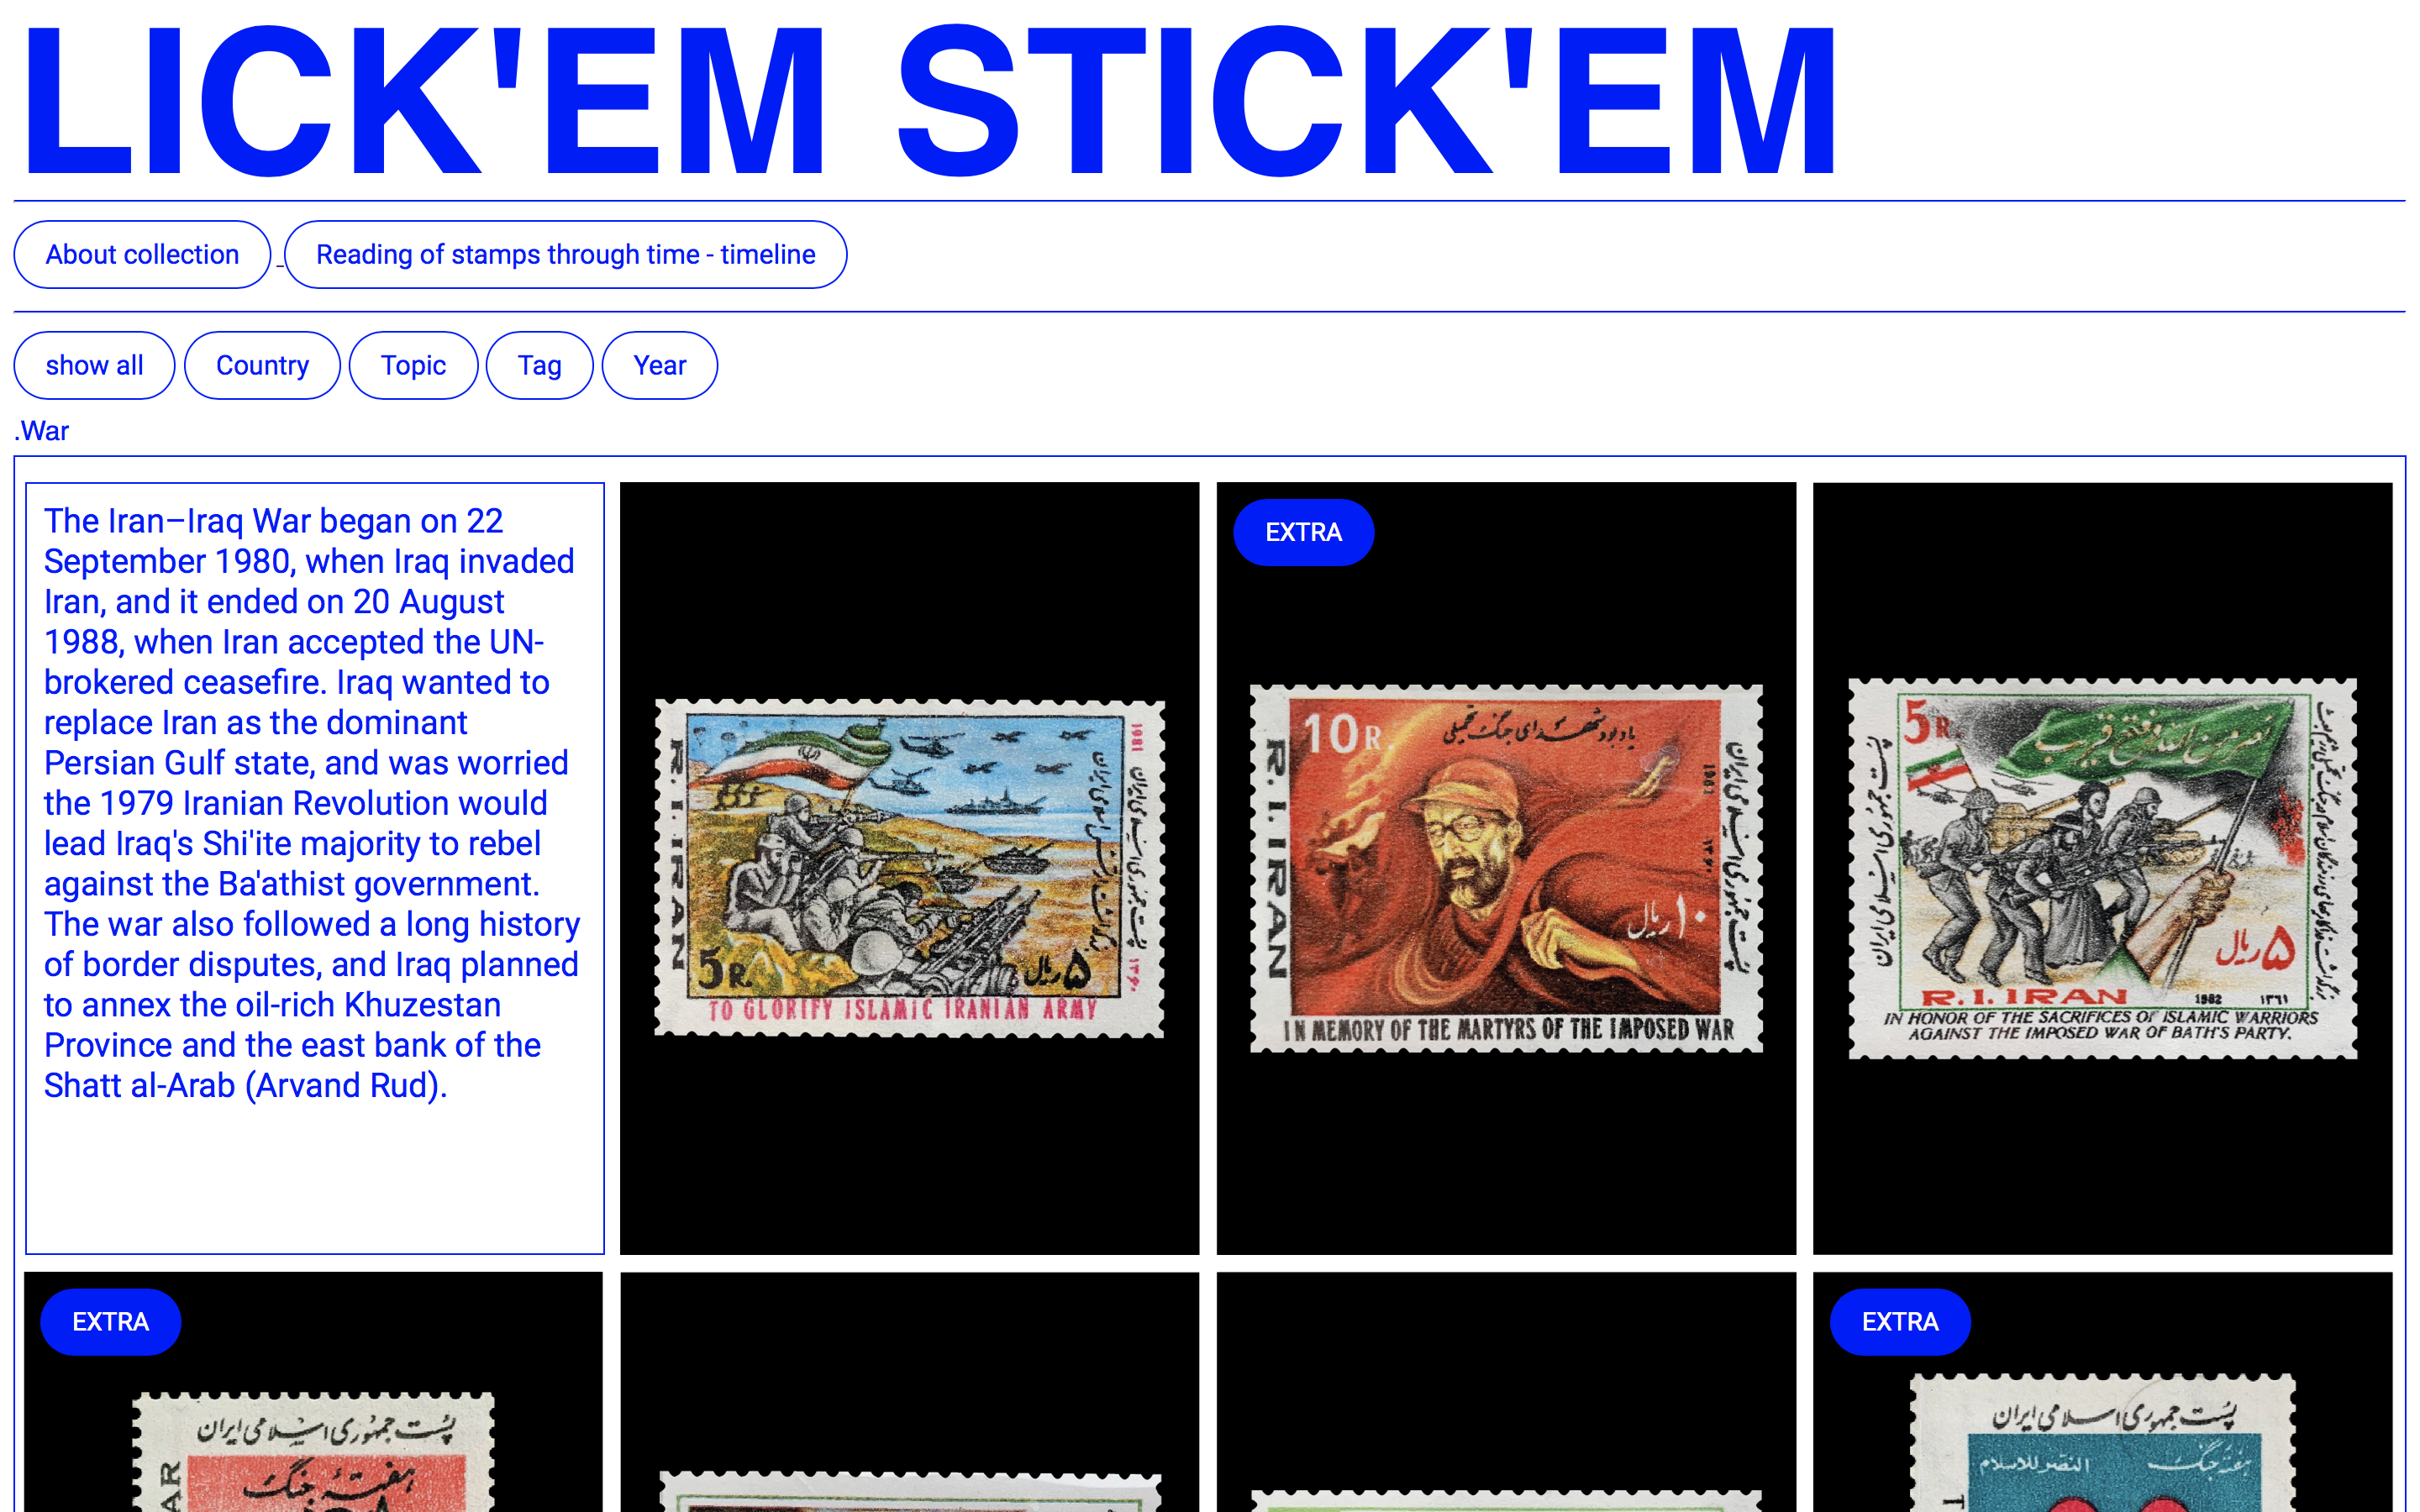 LICK'EM STICK'EM
About collection
Reading of stamps through time - timeline
show all
Country
Topic
Tag
Year
.War
The Iran–Iraq War began on 22
September 1980, when Iraq invaded
Iran, and it ended on 20 August
1988, when Iran accepted the UN-
brokered ceasefire. Iraq wanted to
replace Iran as the dominant
Persian Gulf state, and was worried
the 1979 Iranian Revolution would
lead Iraq's Shi'ite majority to rebel
against the Ba'athist government.
The war also followed a long history
of border disputes, and Iraq planned
to annex the oil-rich Khuzestan
Province and the east bank of the
Shatt al-Arab (Arvand Rud).
R.I.IRAN
1981
پست جمهوری اسلامی ایران
۱۳۶۰
5R.
۵ ریال
TO GLORIFY ISLAMIC IRANIAN ARMY
EXTRA
10R.
یادبود شهدای جنگ تحمیلی
R.I.IRAN
1981
۱۳۶۰
پست جمهوری اسلامی ایران
۱۰ ریال
IN MEMORY OF THE MARTYRS OF THE IMPOSED WAR
5R.
نصر من الله و فتح قریب
پست جمهوری اسلامی ایران
۵ ریال
R.I.IRAN
1982 ۱۳۶۱
IN HONOR OF THE SACRIFICES OF ISLAMIC WARRIORS
AGAINST THE IMPOSED WAR OF BATH'S PARTY.
EXTRA
پست جمهوری اسلامی ایران
هفتهٔ جنگ
AR
EXTRA
پست جمهوری اسلامی ایران
هفته جنگ
النصر للاسلام